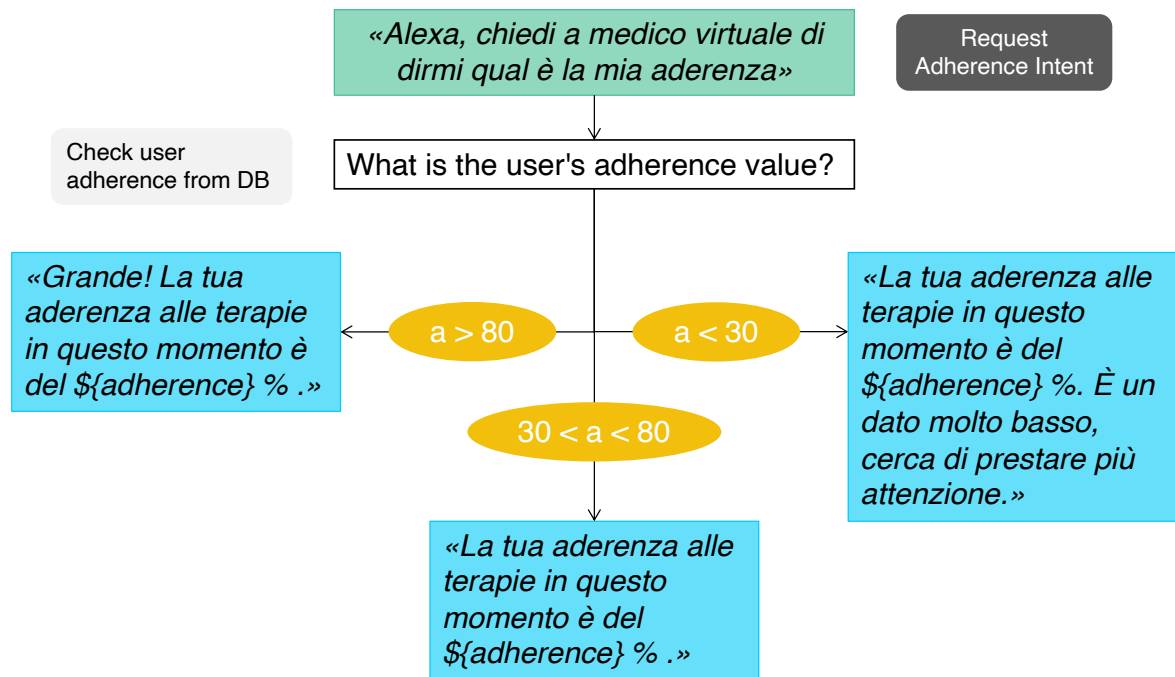 «Alexa, chiedi a medico virtuale di
dirmi qual è la mia aderenza»
Request
Adherence Intent
Check user
adherence from DB
What is the user's adherence value?
«Grande! La tua
aderenza alle terapie
in questo momento è
del ${adherence} % .»
a > 80
a < 30
«La tua aderenza alle
terapie in questo
momento è del
${adherence} %. È un
dato molto basso,
cerca di prestare più
attenzione.»
30 < a < 80
«La tua aderenza alle
terapie in questo
momento è del
${adherence} % .»